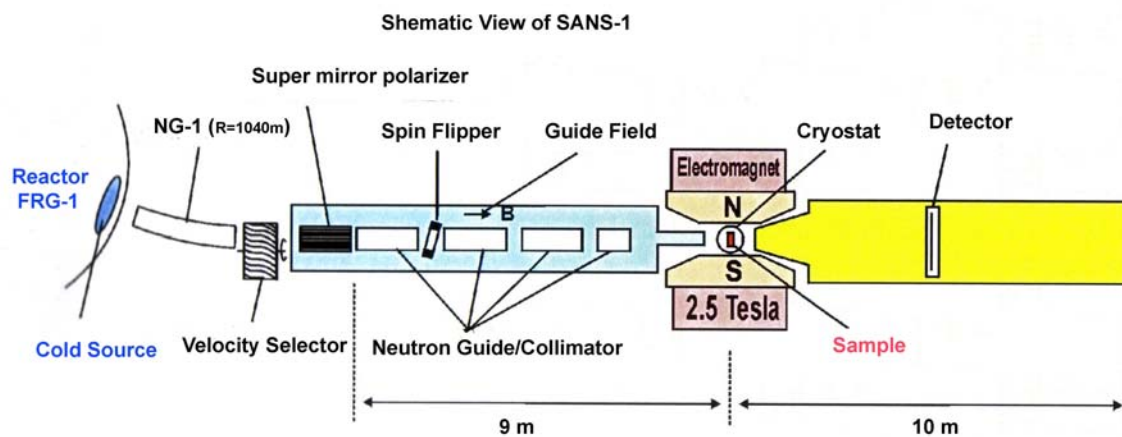 Shematic View of SANS-1
Super mirror polarizer
NG-1 (R=1040m)
Spin Flipper
Guide Field
Cryostat
Detector
Reactor
FRG-1
Electromagnet
B
N
S
2.5 Tesla
Cold Source
Velocity Selector
Neutron Guide/Collimator
Sample
9 m
10 m